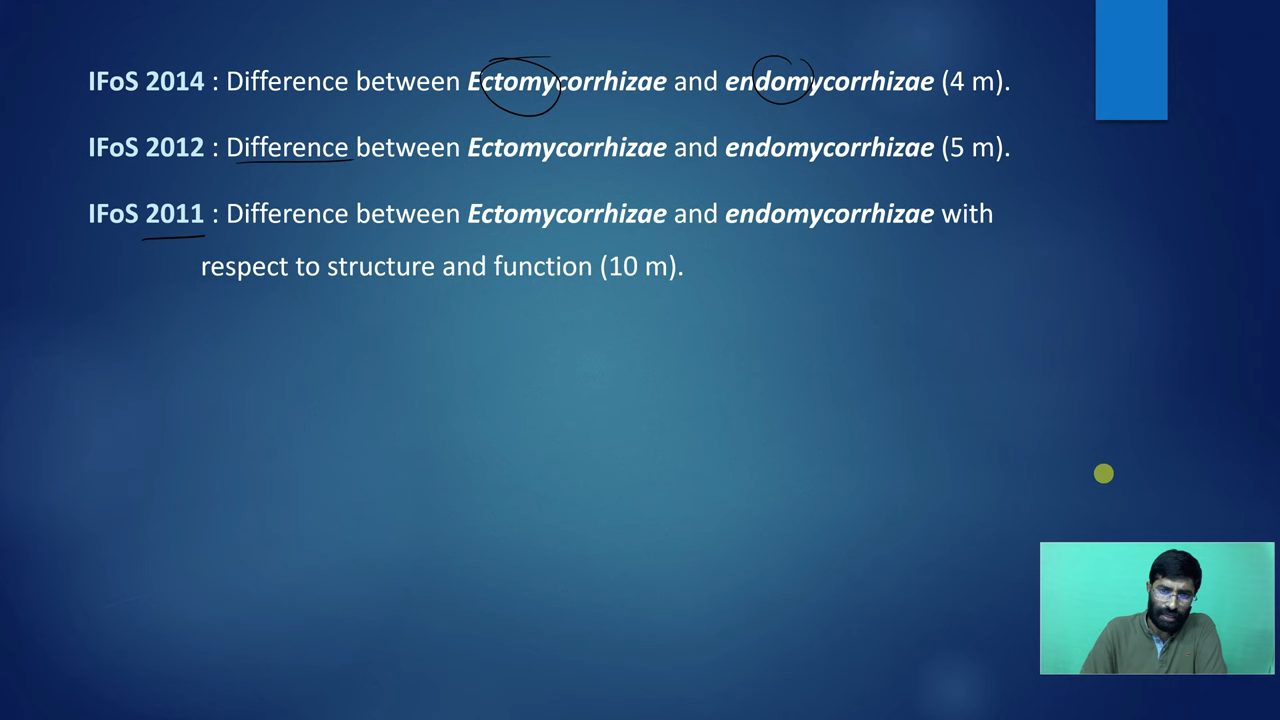 IFoS 2014 : Difference between Ectomycorrhizae and endomycorrhizae (4 m).
IFoS 2012 : Difference between Ectomycorrhizae and endomycorrhizae (5 m).
IFoS 2011 : Difference between Ectomycorrhizae and endomycorrhizae with
respect to structure and function (10 m).